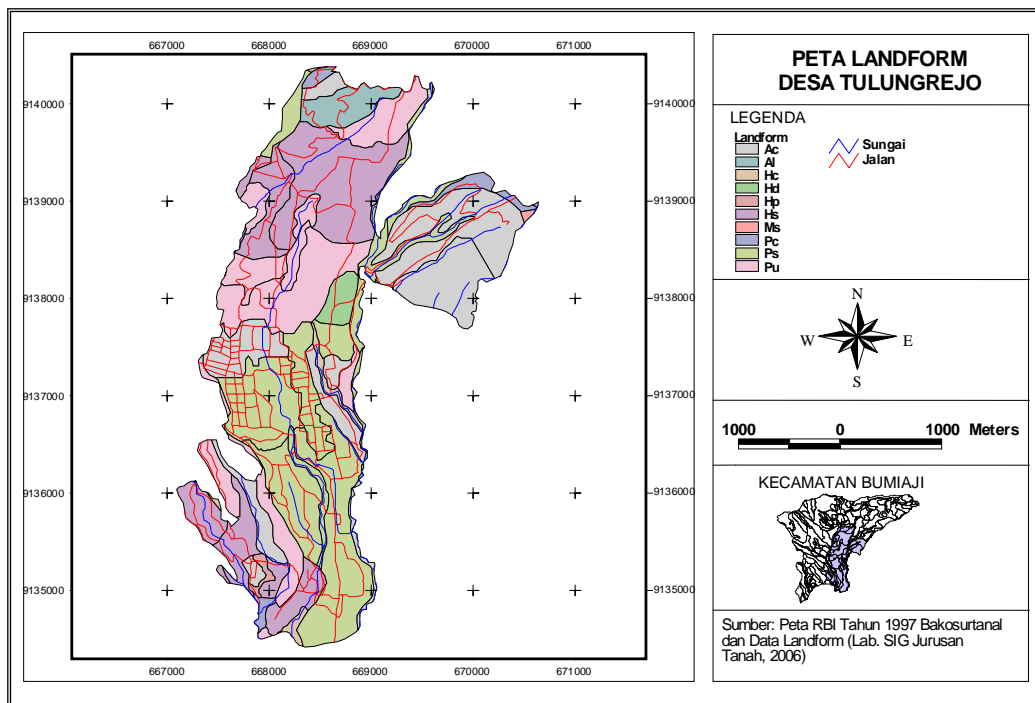 667000 668000 669000 670000 671000
9140000 9140000
9139000 9139000
9138000 9138000
9137000 9137000
9136000 9136000
9135000 9135000
667000 668000 669000 670000 671000
PETA LANDFORM
DESA TULUNGREJO
LEGENDA
Landform
Ac
Al
Hc
Hd
Hp
Hs
Ms
Pc
Ps
Pu
Sungai
Jalan
N
W E
S
1000 0 1000 Meters
KECAMATAN BUMIAJI
Sumber: Peta RBI Tahun 1997 Bakosurtanal
dan Data Landform (Lab. SIG Jurusan
Tanah, 2006)